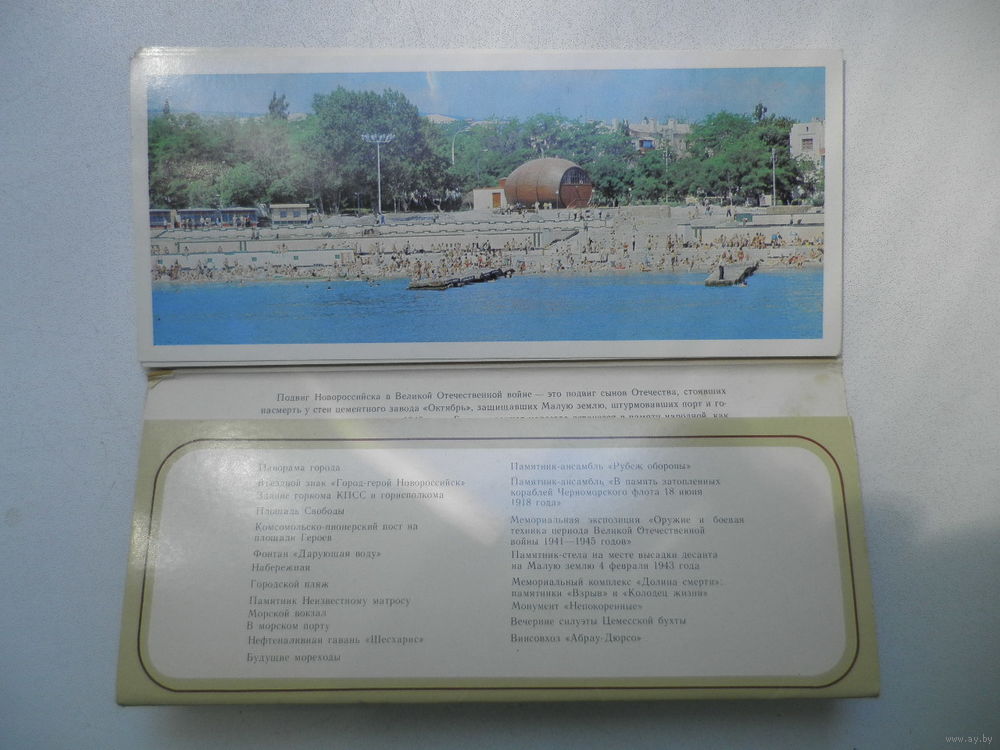 Подвиг Новороссийска в Великой Отечественной войне — это подвиг сынов Отечества, стоявших
насмерть у стен цементного завода «Октябрь», защищавших Малую землю, штурмовавших порт и го-
в памяти народной, как
Панорама города
Въездной знак «Город-герой Новороссийск»
Здание горкома КПСС и горисполкома
Площадь Свободы
Комсомольско-пионерский пост на
площади Героев
Фонтан «Дарующая воду»
Набережная
Городской пляж
Памятник Неизвестному матросу
Морской вокзал
В морском порту
Нефтеналивная гавань «Шесхарис»
Будущие мореходы
Памятник-ансамбль «Рубеж обороны»
Памятник-ансамбль «В память затопленных
кораблей Черноморского флота 18 июня
1918 года»
Мемориальная экспозиция «Оружие и боевая
техника периода Великой Отечественной
войны 1941—1945 годов»
Памятник-стела на месте высадки десанта
на Малую землю 4 февраля 1943 года
Мемориальный комплекс «Долина смерти»:
памятники «Взрыв» и «Колодец жизни»
Монумент «Непокоренные»
Вечерние силуэты Цемесской бухты
Винсовхоз «Абрау-Дюрсо»
www.ay.by